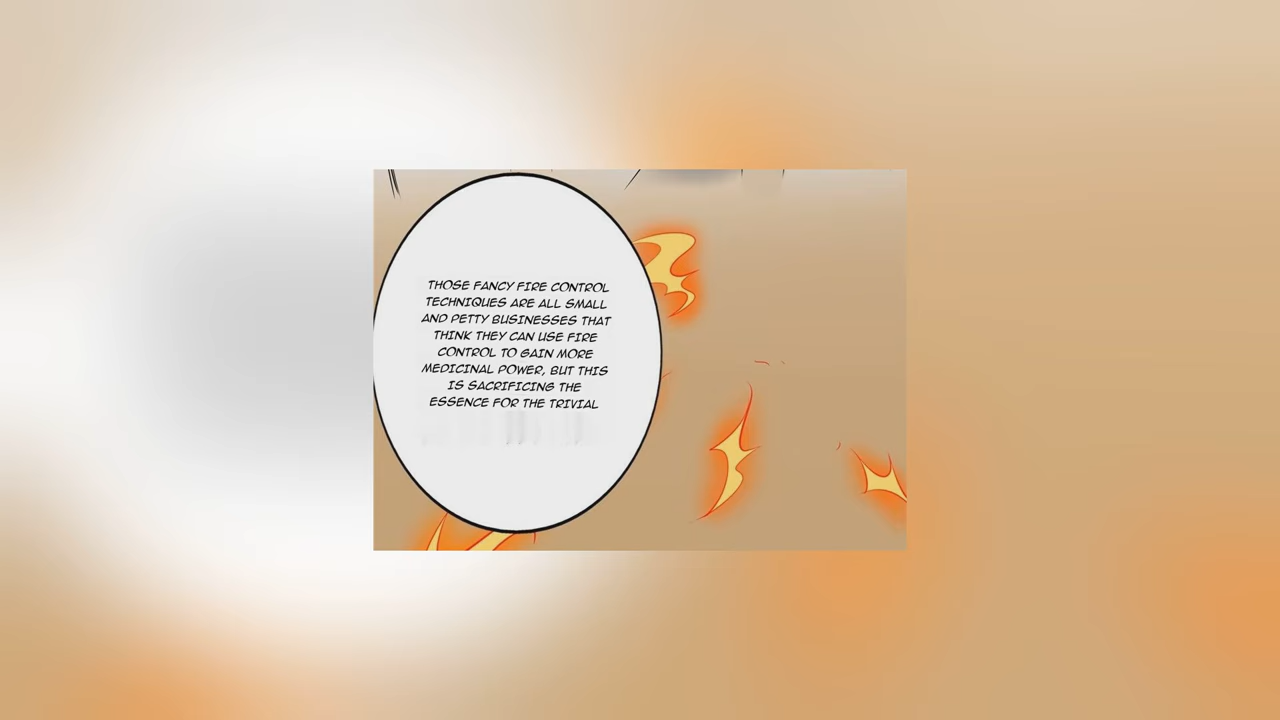 THOSE FANCY FIRE CONTROL
TECHNIQUES ARE ALL SMALL
AND PETTY BUSINESSES THAT
THINK THEY CAN USE FIRE
CONTROL TO GAIN MORE
MEDICINAL POWER, BUT THIS
IS SACRIFICING THE
ESSENCE FOR THE TRIVIAL